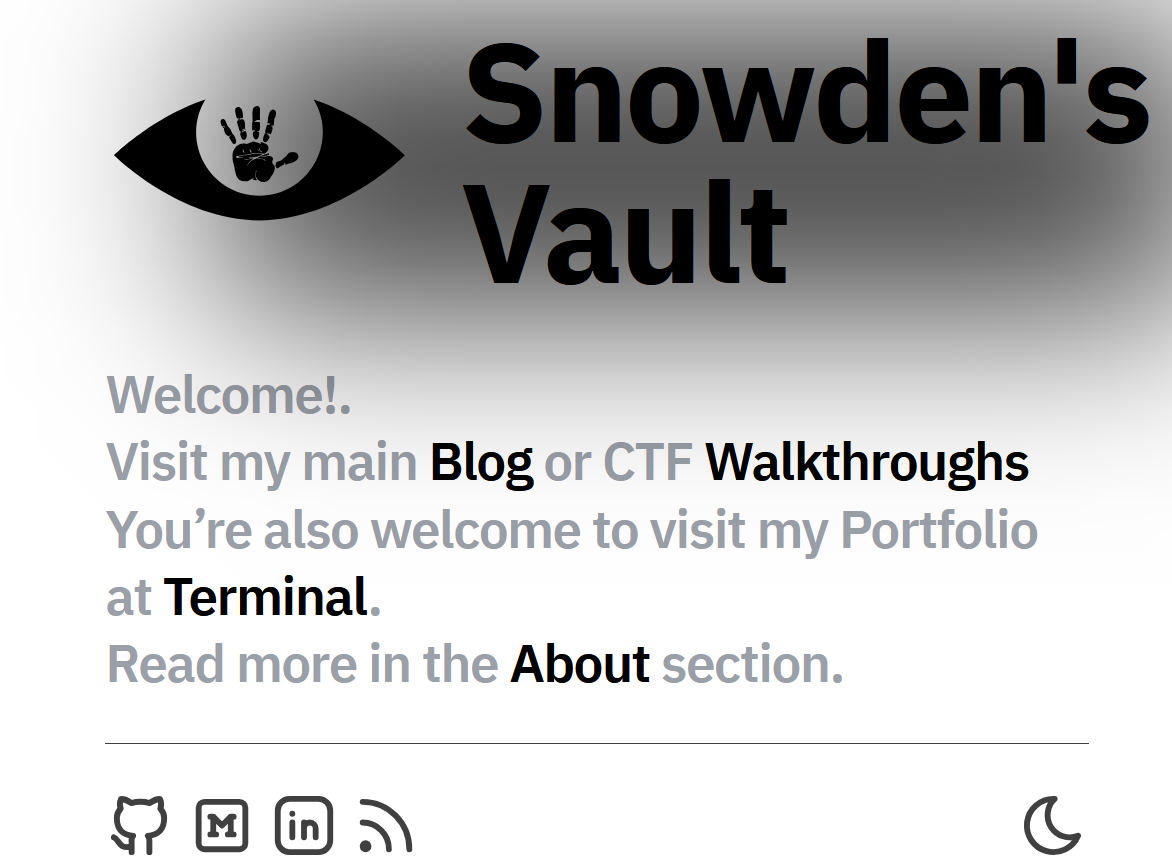 Snowden's
Vault
Welcome!.
Visit my main Blog or CTF Walkthroughs
You’re also welcome to visit my Portfolio
at Terminal.
Read more in the About section.
M in